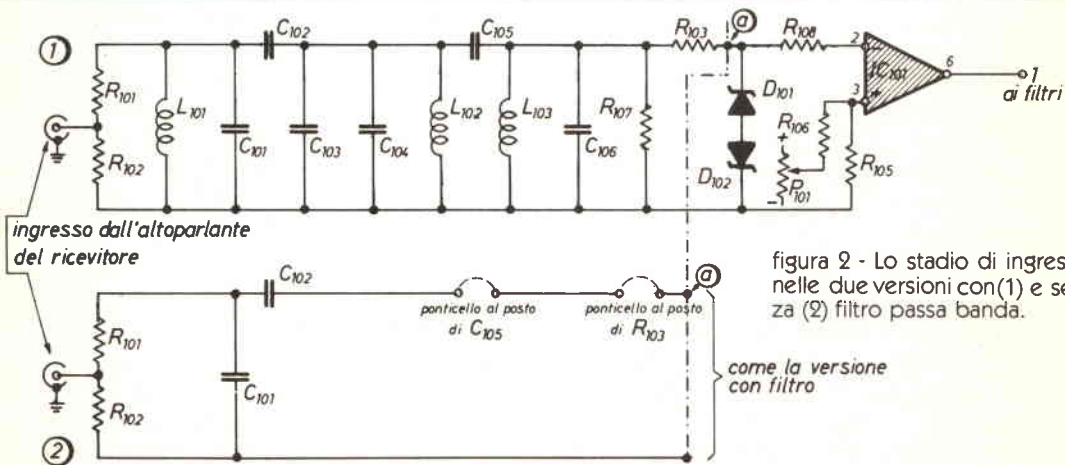 1
C102
C105
R103
a
R108
2
6
IC101
1
ai filtri
3
R101
R102
L101
C101
C103
C104
L102
L103
C106
R107
D101
D102
R106
+
P101
−
R105
ingresso dall'altoparlante
del ricevitore
figura 2 - Lo stadio di ingres
nelle due versioni con(1) e se
za (2) filtro passa banda.
C102
a
ponticello al posto
di C105
ponticello al posto
di R103
R101
R102
C101
come la versione
con filtro
2